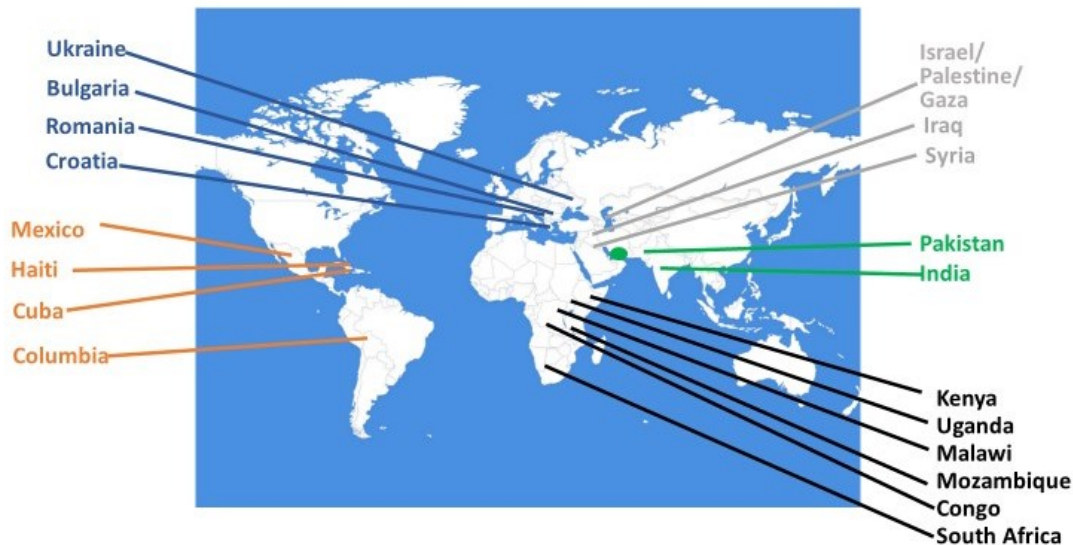 Ukraine
Bulgaria
Romania
Croatia
Mexico
Haiti
Cuba
Columbia
Israel/
Palestine/
Gaza
Iraq
Syria
Pakistan
India
Kenya
Uganda
Malawi
Mozambique
Congo
South Africa